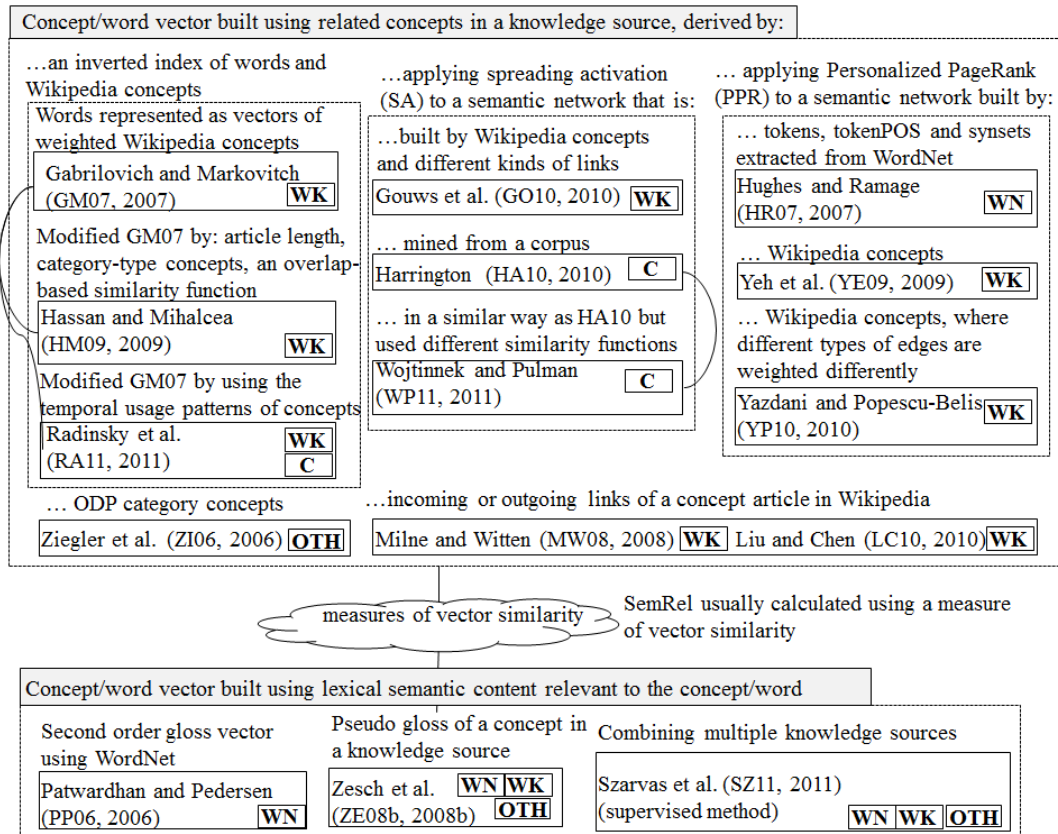 Concept/word vector built using related concepts in a knowledge source, derived by:
…an inverted index of words and
Wikipedia concepts
Words represented as vectors of
weighted Wikipedia concepts
Gabrilovich and Markovitch
(GM07, 2007)
WK
Modified GM07 by: article length,
category-type concepts, an overlap-
based similarity function
Hassan and Mihalcea
(HM09, 2009)
WK
Modified GM07 by using the
temporal usage patterns of concepts
Radinsky et al.
(RA11, 2011)
WK
C
…applying spreading activation
(SA) to a semantic network that is:
…built by Wikipedia concepts
and different kinds of links
Gouws et al. (GO10, 2010)
WK
… mined from a corpus
Harrington (HA10, 2010)
C
… in a similar way as HA10 but
used different similarity functions
Wojtinnek and Pulman
(WP11, 2011)
C
… applying Personalized PageRank
(PPR) to a semantic network built by:
… tokens, tokenPOS and synsets
extracted from WordNet
Hughes and Ramage
(HR07, 2007)
WN
… Wikipedia concepts
Yeh et al. (YE09, 2009)
WK
… Wikipedia concepts, where
different types of edges are
weighted differently
Yazdani and Popescu-Belis
(YP10, 2010)
WK
… ODP category concepts
Ziegler et al. (ZI06, 2006)
OTH
…incoming or outgoing links of a concept article in Wikipedia
Milne and Witten (MW08, 2008)
WK
Liu and Chen (LC10, 2010)
WK
measures of vector similarity
SemRel usually calculated using a measure
of vector similarity
Concept/word vector built using lexical semantic content relevant to the concept/word
Second order gloss vector
using WordNet
Patwardhan and Pedersen
(PP06, 2006)
WN
Pseudo gloss of a concept in
a knowledge source
Zesch et al.
(ZE08b, 2008b)
WN WK
OTH
Combining multiple knowledge sources
Szarvas et al. (SZ11, 2011)
(supervised method)
WN WK OTH